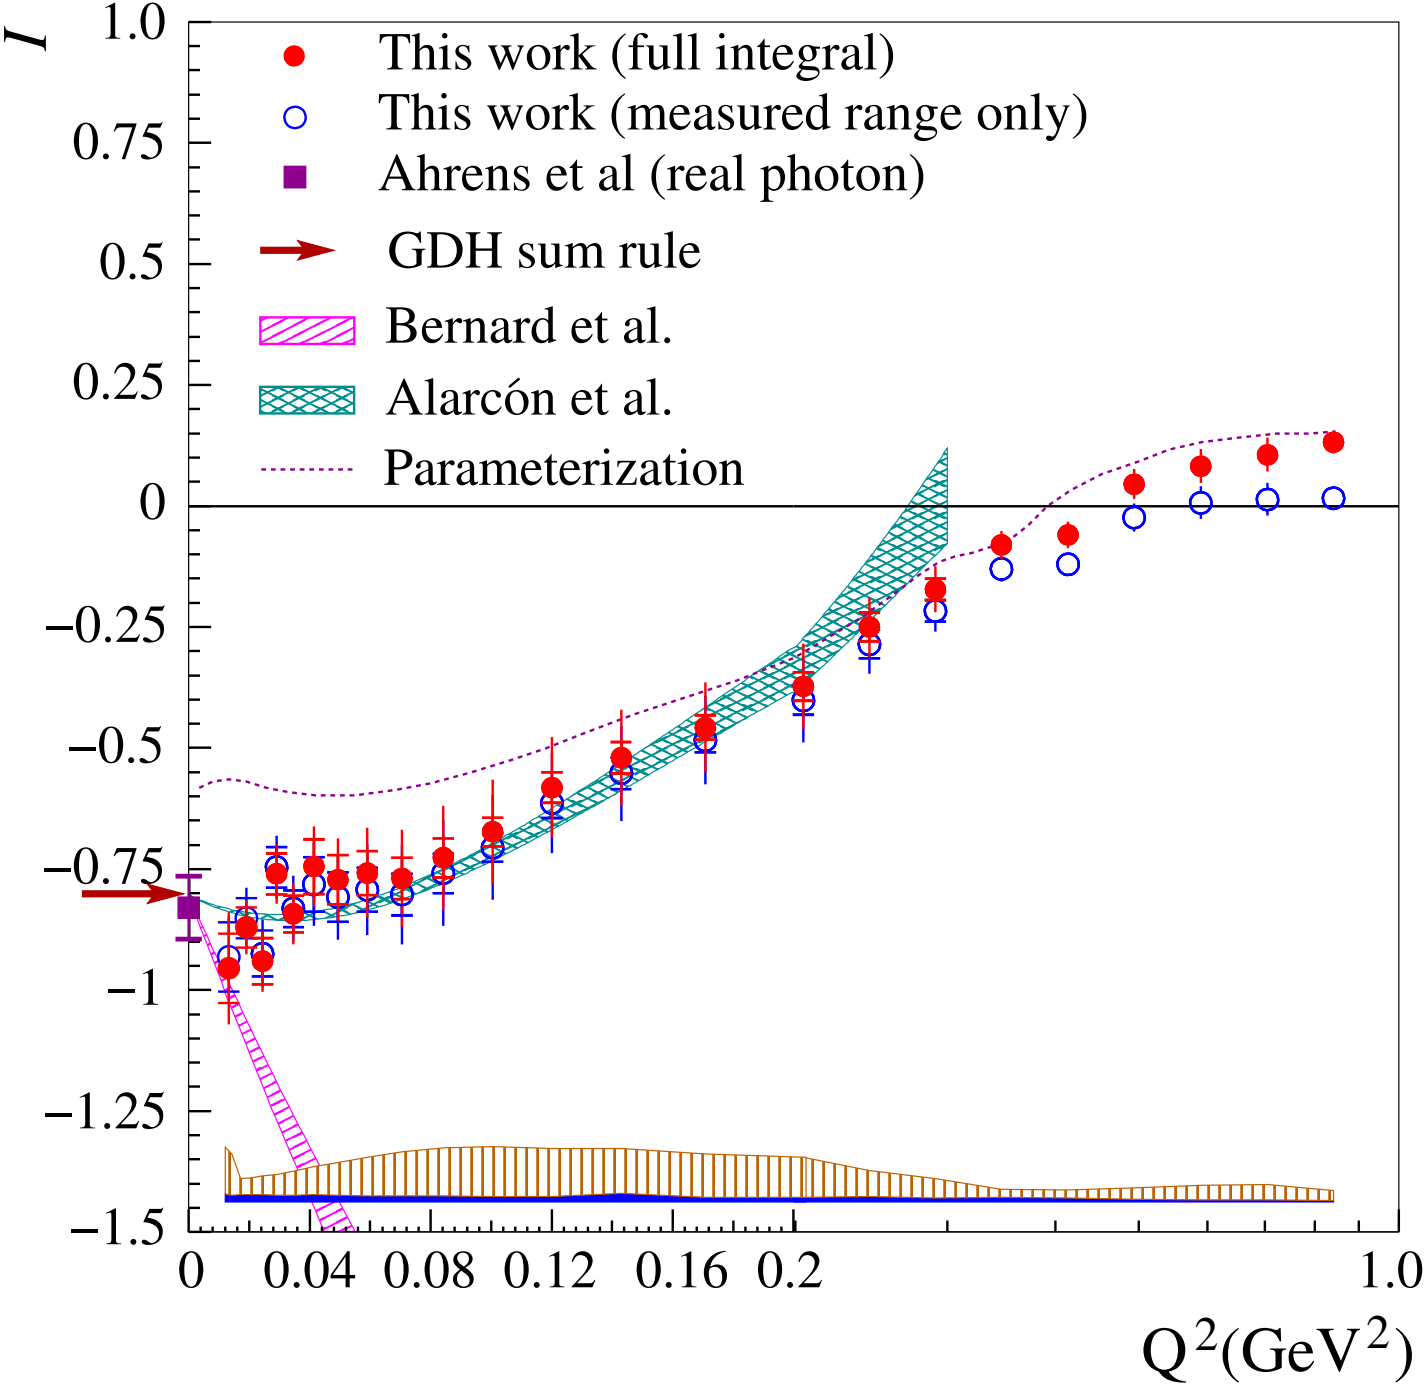 I
1.0
0.75
0.5
0.25
0
−0.25
−0.5
−0.75
−1
−1.25
−1.5
This work (full integral)
This work (measured range only)
Ahrens et al (real photon)
GDH sum rule
Bernard et al.
Alarcón et al.
Parameterization
0 0.04 0.08 0.12 0.16 0.2 1.0
Q²(GeV²)